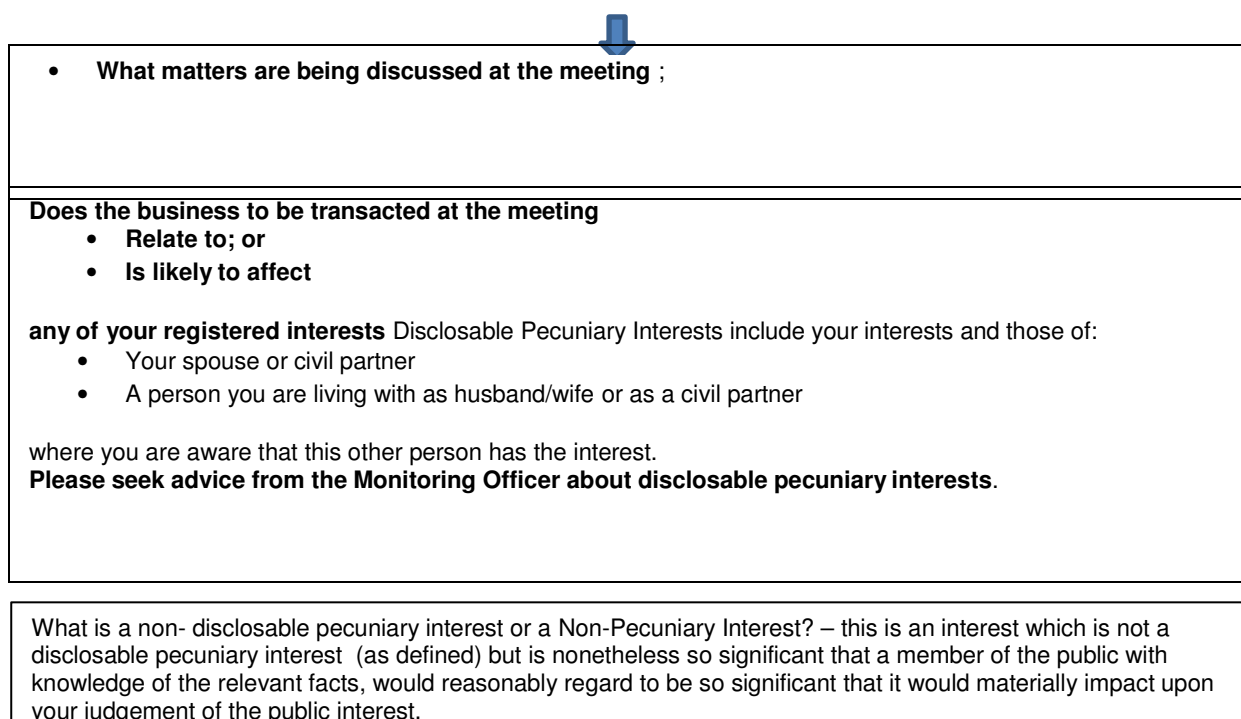 • What matters are being discussed at the meeting ;
Does the business to be transacted at the meeting
• Relate to; or
• Is likely to affect
any of your registered interests Disclosable Pecuniary Interests include your interests and those of:
• Your spouse or civil partner
• A person you are living with as husband/wife or as a civil partner
where you are aware that this other person has the interest.
Please seek advice from the Monitoring Officer about disclosable pecuniary interests.
What is a non- disclosable pecuniary interest or a Non-Pecuniary Interest? – this is an interest which is not a
disclosable pecuniary interest (as defined) but is nonetheless so significant that a member of the public with
knowledge of the relevant facts, would reasonably regard to be so significant that it would materially impact upon
your judgement of the public interest.